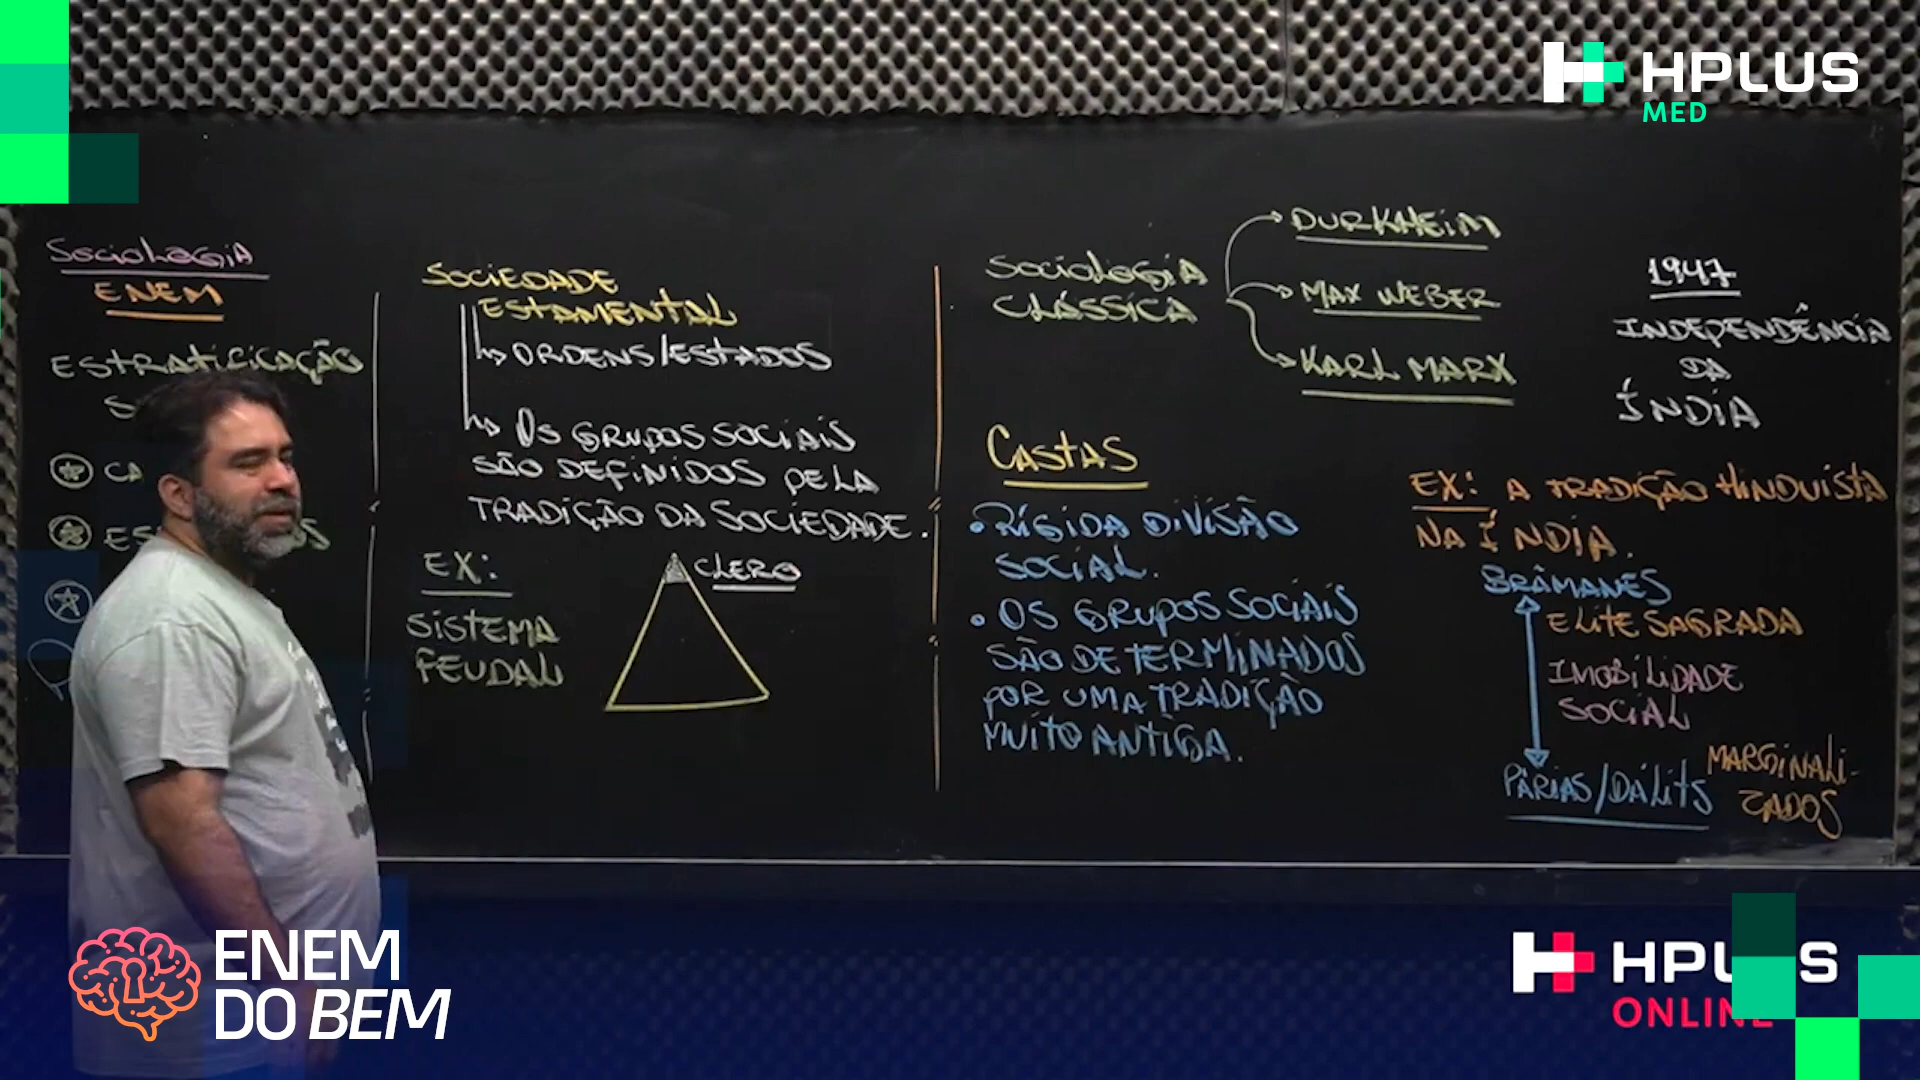 HPLUS
MED
SOCIOLOGIA
ENEM
ESTRATIFICAÇÃO
SOCIEDADE
ESTAMENTAL
ORDENS/ESTADOS
OS GRUPOS SOCIAIS
SÃO DEFINIDOS PELA
TRADIÇÃO DA SOCIEDADE.
EX:
SISTEMA
FEUDAL
CLERO
SOCIOLOGIA
CLÁSSICA
DURKHEIM
MAX WEBER
KARL MARX
1947
INDEPENDÊNCIA
DA
ÍNDIA
CASTAS
• RÍGIDA DIVISÃO
SOCIAL.
• OS GRUPOS SOCIAIS
SÃO DETERMINADOS
POR UMA TRADIÇÃO
MUITO ANTIGA.
EX: A TRADIÇÃO HINDUÍSTA
NA ÍNDIA.
BRÂMANES
ELITE SAGRADA
IMOBILIDADE
SOCIAL
PÁRIAS/DALITS
MARGINALI-
ZADOS
ENEM
DO BEM
HPLUS
ONLINE